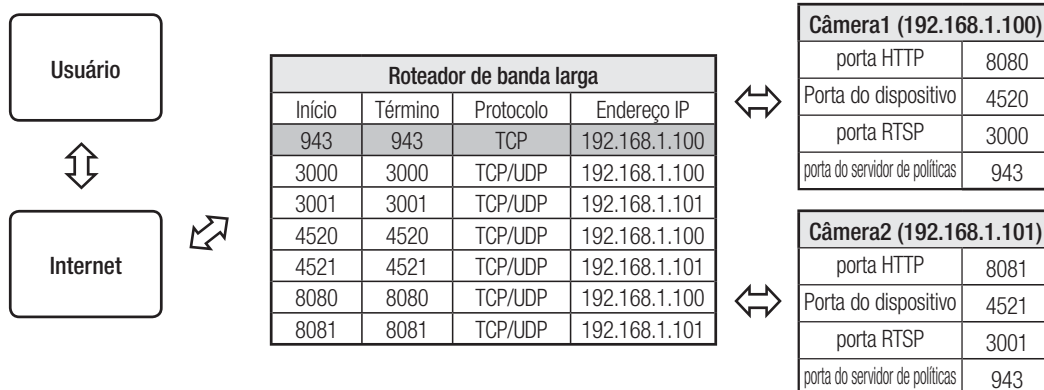 Usuário
Internet
Roteador de banda larga
Início Término Protocolo Endereço IP
943 943 TCP 192.168.1.100
3000 3000 TCP/UDP 192.168.1.100
3001 3001 TCP/UDP 192.168.1.101
4520 4520 TCP/UDP 192.168.1.100
4521 4521 TCP/UDP 192.168.1.101
8080 8080 TCP/UDP 192.168.1.100
8081 8081 TCP/UDP 192.168.1.101
Câmera1 (192.168.1.100)
porta HTTP 8080
Porta do dispositivo 4520
porta RTSP 3000
porta do servidor de políticas 943
Câmera2 (192.168.1.101)
porta HTTP 8081
Porta do dispositivo 4521
porta RTSP 3001
porta do servidor de políticas 943